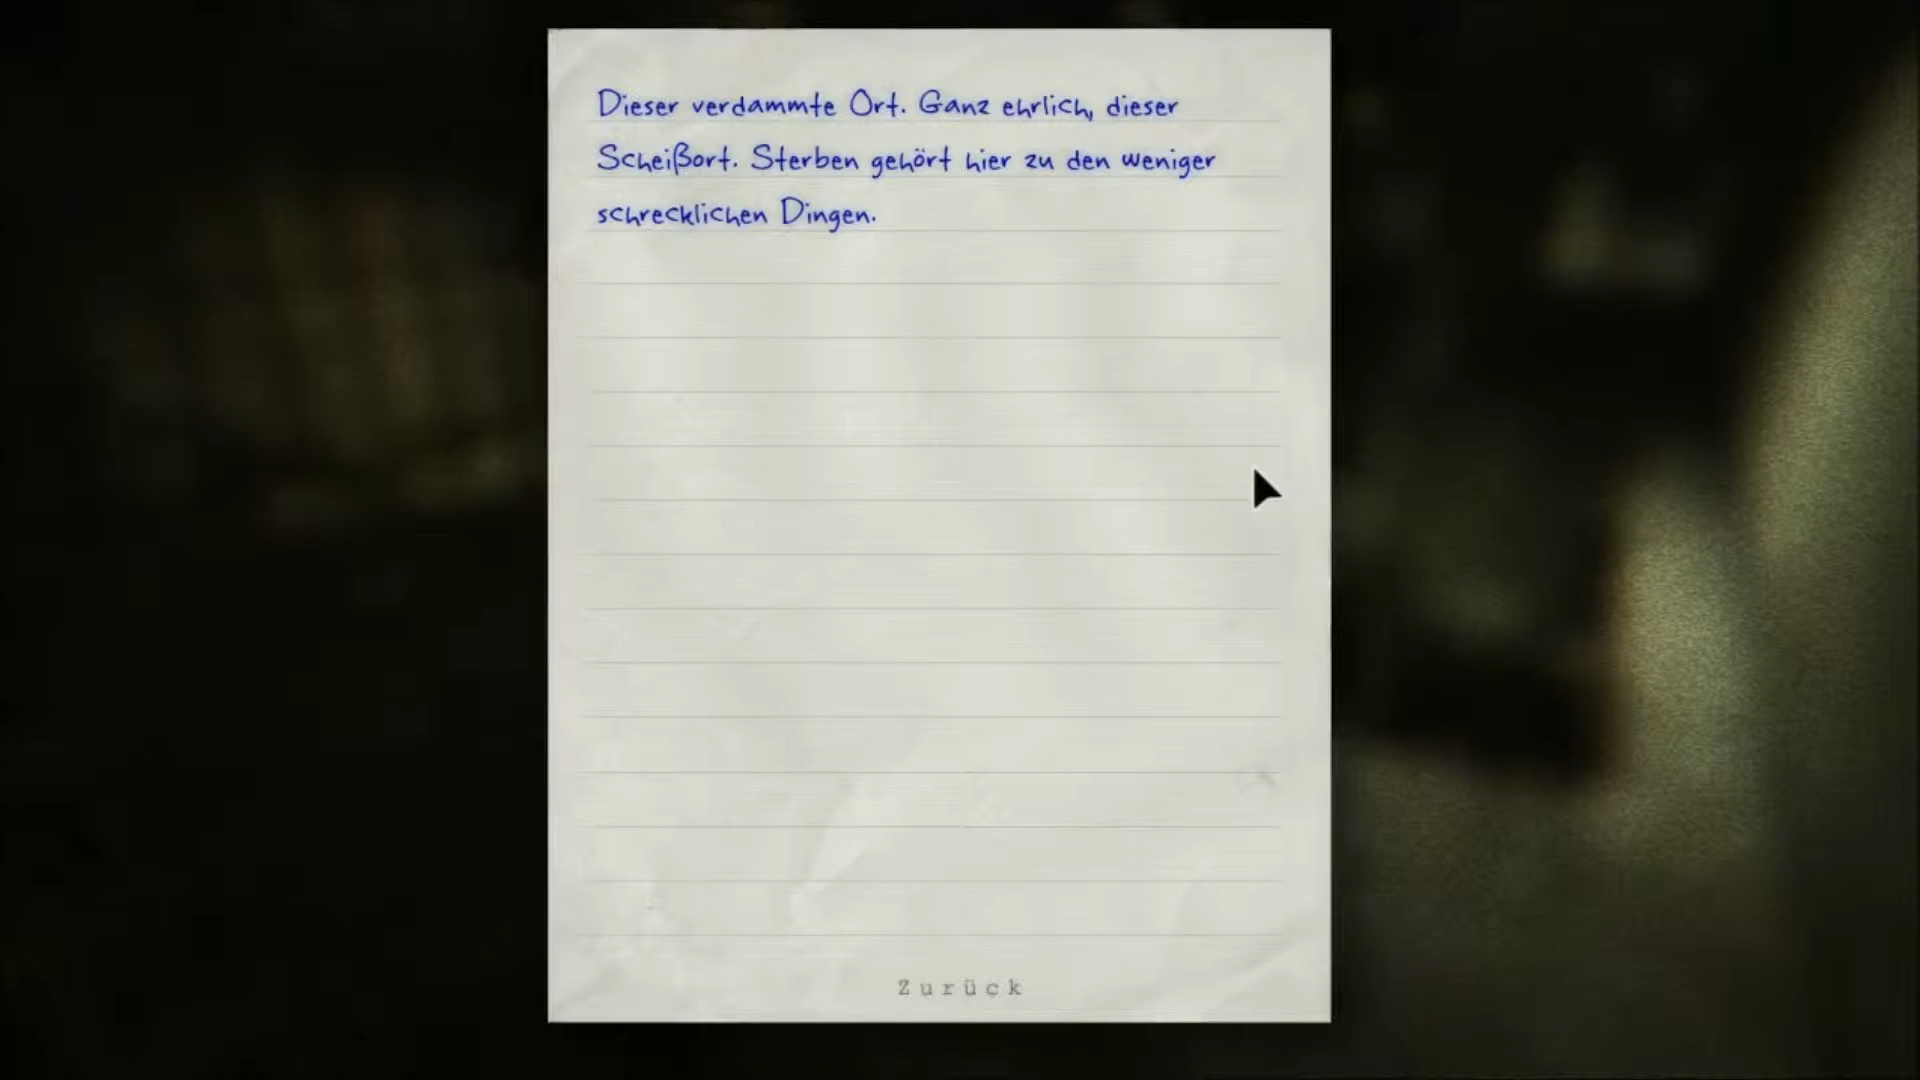 Dieser verdammte Ort. Ganz ehrlich, dieser
Scheißort. Sterben gehört hier zu den weniger
schrecklichen Dingen.
Zurück